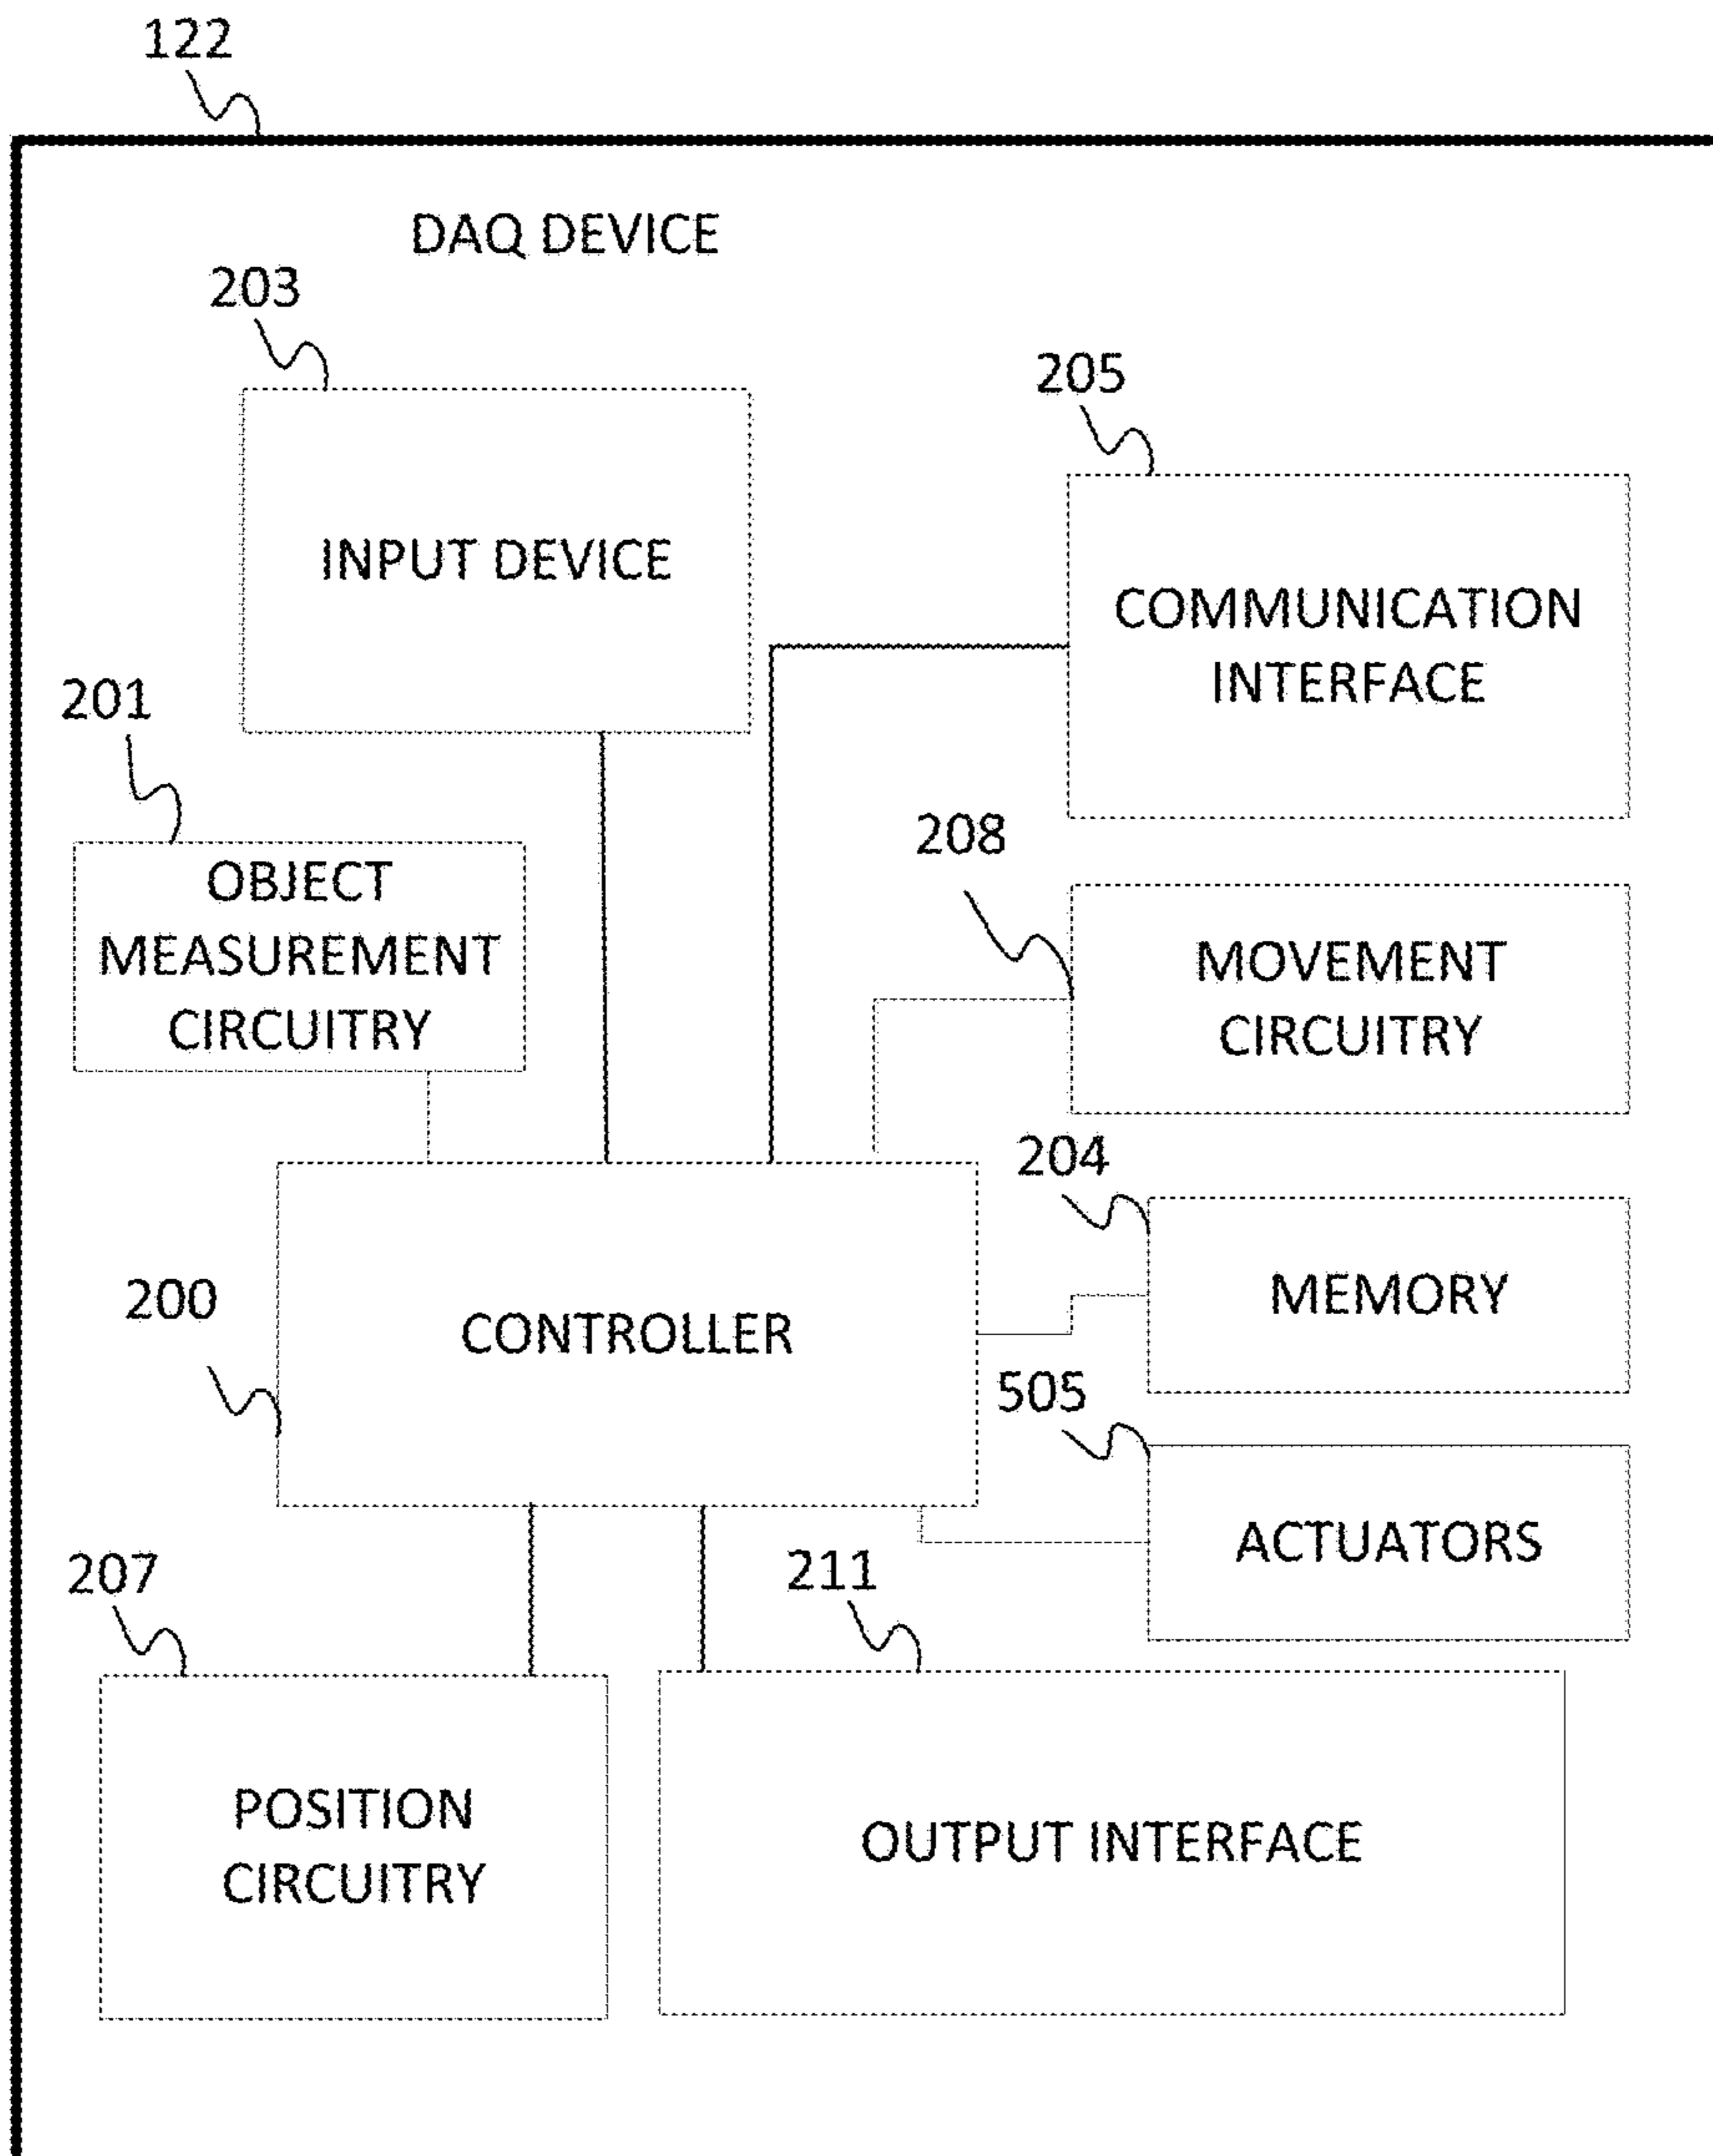 122
DAQ DEVICE
203
INPUT DEVICE
205
COMMUNICATION
INTERFACE
201
OBJECT
MEASUREMENT
CIRCUITRY
208
MOVEMENT
CIRCUITRY
204
MEMORY
200
CONTROLLER
505
ACTUATORS
207
POSITION
CIRCUITRY
211
OUTPUT INTERFACE